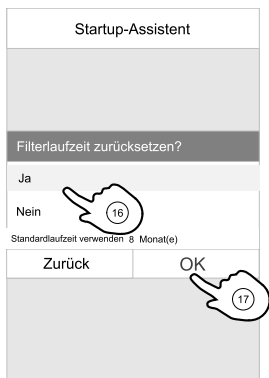 Startup-Assistent
Filterlaufzeit zurücksetzen?
Ja
Nein
16
Standardlaufzeit verwenden 8 Monat(e)
Zurück OK
17